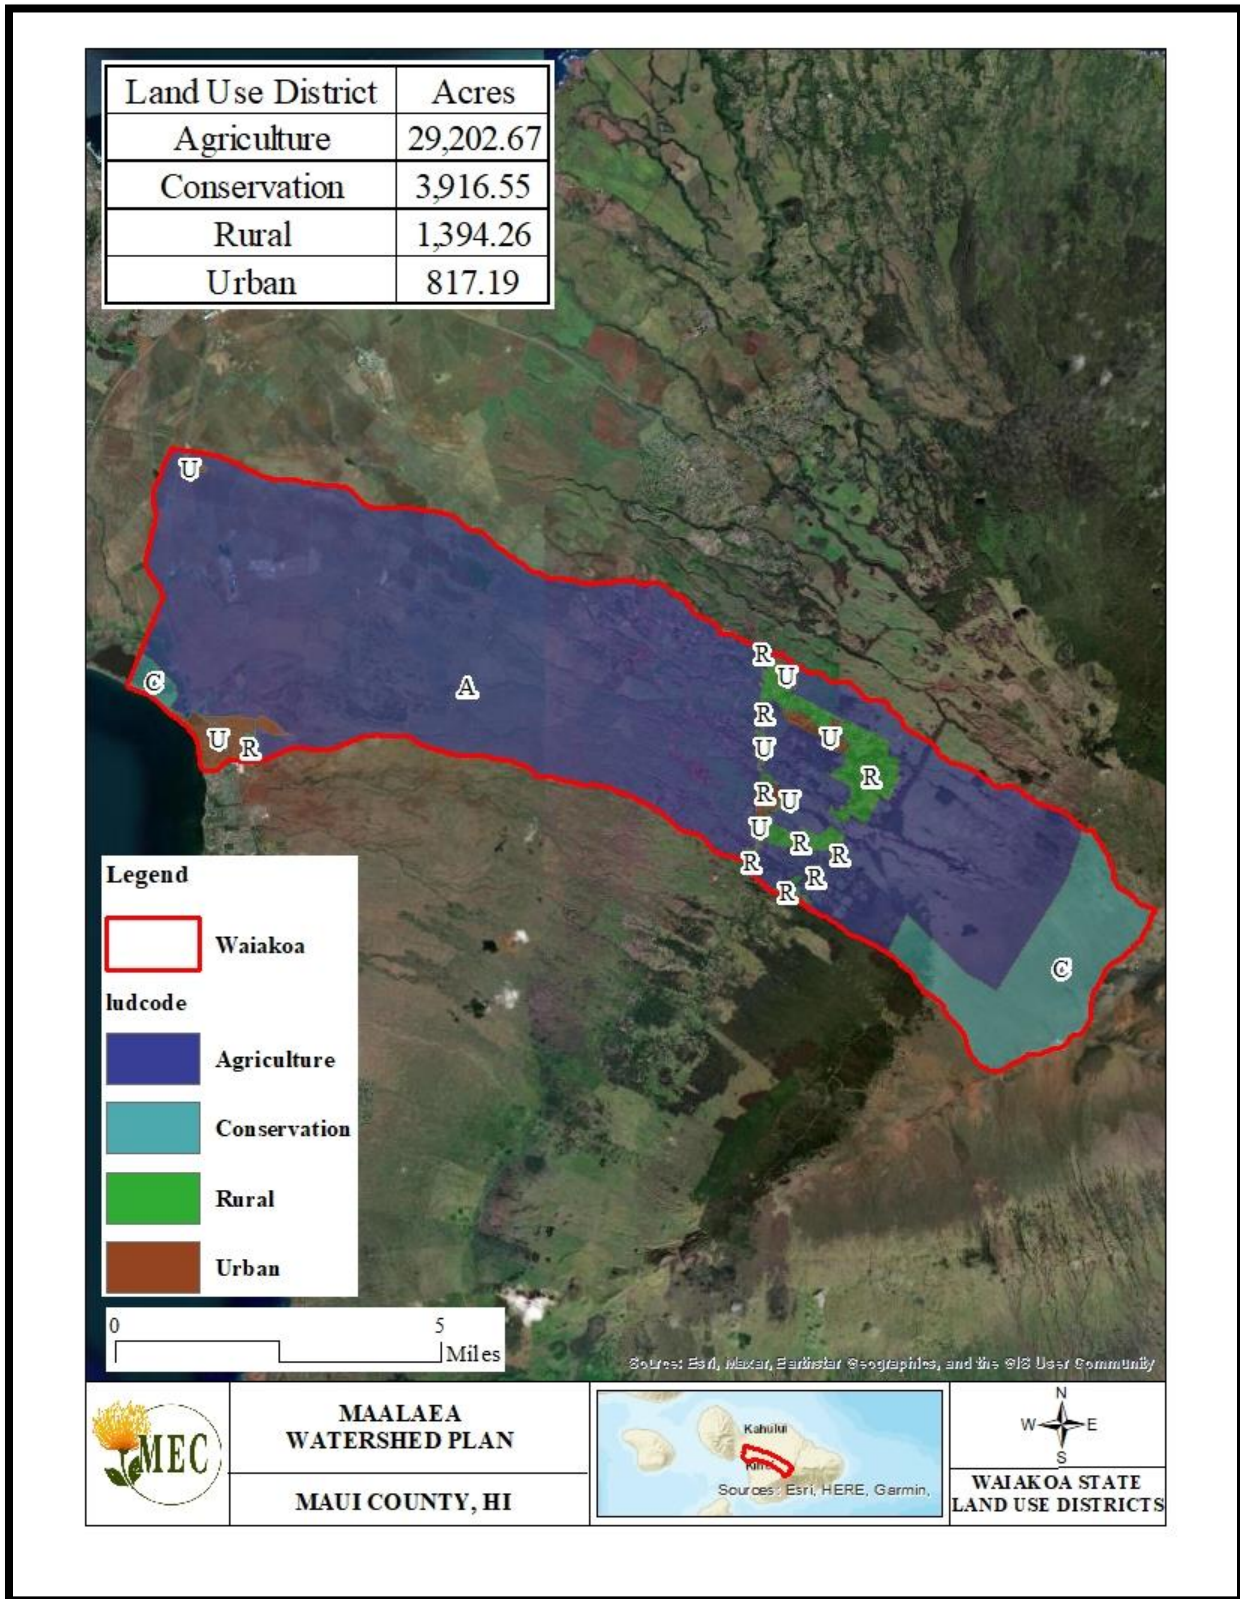 Land Use District Acres
Agriculture 29,202.67
Conservation 3,916.55
Rural 1,394.26
Urban 817.19
U
R
U
C
A
R
U
U
R
U
R
R
U
U
R
R
R
R
R
C
Legend
Waiakoa
ludcode
Agriculture
Conservation
Rural
Urban
0 5
Miles
Source: Esri, Maxar, Earthstar Geographics, and the GIS User Community
MEC
MAALAEA
WATERSHED PLAN
MAUI COUNTY, HI
Kahului
Sources: Esri, HERE, Garmin,
N
W E
S
WAIAKOA STATE
LAND USE DISTRICTS